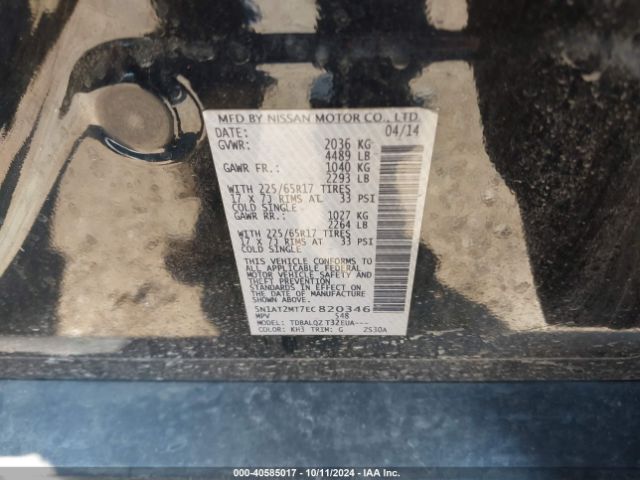 MFD BY NISSAN MOTOR CO., LTD.
DATE: 04/14
GVWR: 2036 KG
4489 LB
GAWR FR.: 1040 KG
2293 LB
WITH 225/65R17 TIRES
17 X 7J RIMS AT 33 PSI
COLD SINGLE
GAWR RR.: 1027 KG
2264 LB
WITH 225/65R17 TIRES
17 X 7J RIMS AT 33 PSI
COLD SINGLE
THIS VEHICLE CONFORMS TO
ALL APPLICABLE FEDERAL
MOTOR VEHICLE SAFETY AND
THEFT PREVENTION
STANDARDS IN EFFECT ON
THE DATE OF MANUFACTURE
SHOWN ABOVE.
5N1AT2MT7EC820346
MPV 548
MODEL: TDBALQZ T32EUA---
COLOR: KH3 TRIM: G 2530A
000-40585017 - 10/11/2024 - IAA Inc.